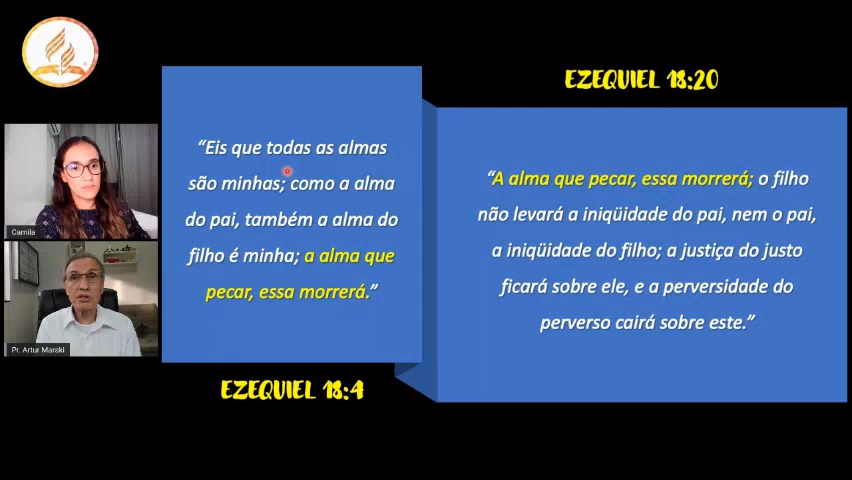 Camila
Pr. Artur Marski
“Eis que todas as almas
são minhas; como a alma
do pai, também a alma do
filho é minha; a alma que
pecar, essa morrerá.”
EZEQUIEL 18:4
EZEQUIEL 18:20
“A alma que pecar, essa morrerá; o filho
não levará a iniqüidade do pai, nem o pai,
a iniqüidade do filho; a justiça do justo
ficará sobre ele, e a perversidade do
perverso cairá sobre este.”